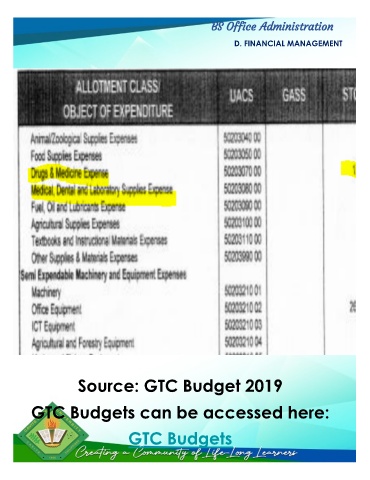 BS Office Administration
D. FINANCIAL MANAGEMENT
ALLOTMENT CLASS/
OBJECT OF EXPENDITURE
UACS
GASS
STO
Animal/Zoological Supplies Expenses 50203040 00
Food Supplies Expenses 50203050 00
Drugs & Medicine Expense 50203070 00
Medical, Dental and Laboratory Supplies Expense 50203080 00
Fuel, Oil and Lubricants Expense 50203090 00
Agricultural Supplies Expenses 50203100 00
Textbooks and Instructional Materials Expenses 50203110 00
Other Supplies & Materials Expenses 50203990 00
Semi Expendable Machinery and Equipment Expenses
Machinery 50203210 01
Office Equipment 50203210 02
ICT Equipment 50203210 03
Agricultural and Forestry Equipment 50203210 04
Source: GTC Budget 2019
GTC Budgets can be accessed here:
GTC Budgets
Creating a Community of Life-Long Learners